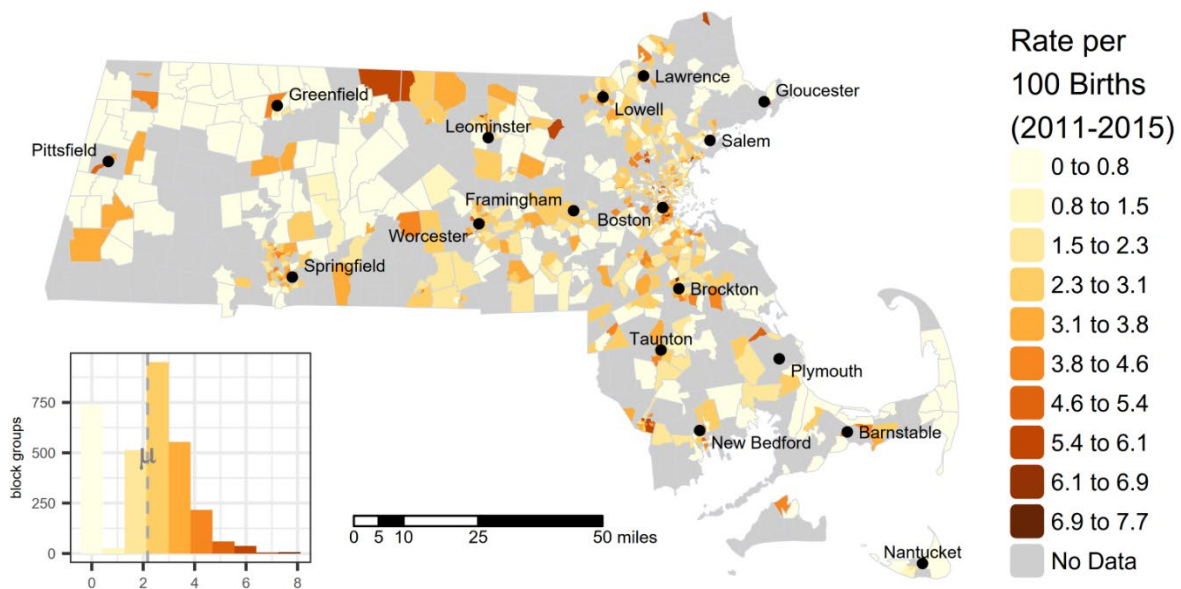 Rate per
100 Births
(2011-2015)
0 to 0.8
0.8 to 1.5
1.5 to 2.3
2.3 to 3.1
3.1 to 3.8
3.8 to 4.6
4.6 to 5.4
5.4 to 6.1
6.1 to 6.9
6.9 to 7.7
No Data
Lawrence
Gloucester
Greenfield
Lowell
Leominster
Salem
Pittsfield
Framingham
Boston
Worcester
Springfield
Brockton
Taunton
Plymouth
New Bedford
Barnstable
Nantucket
block groups
750
500
250
0
μ
0 2 4 6 8
0 5 10 25 50 miles